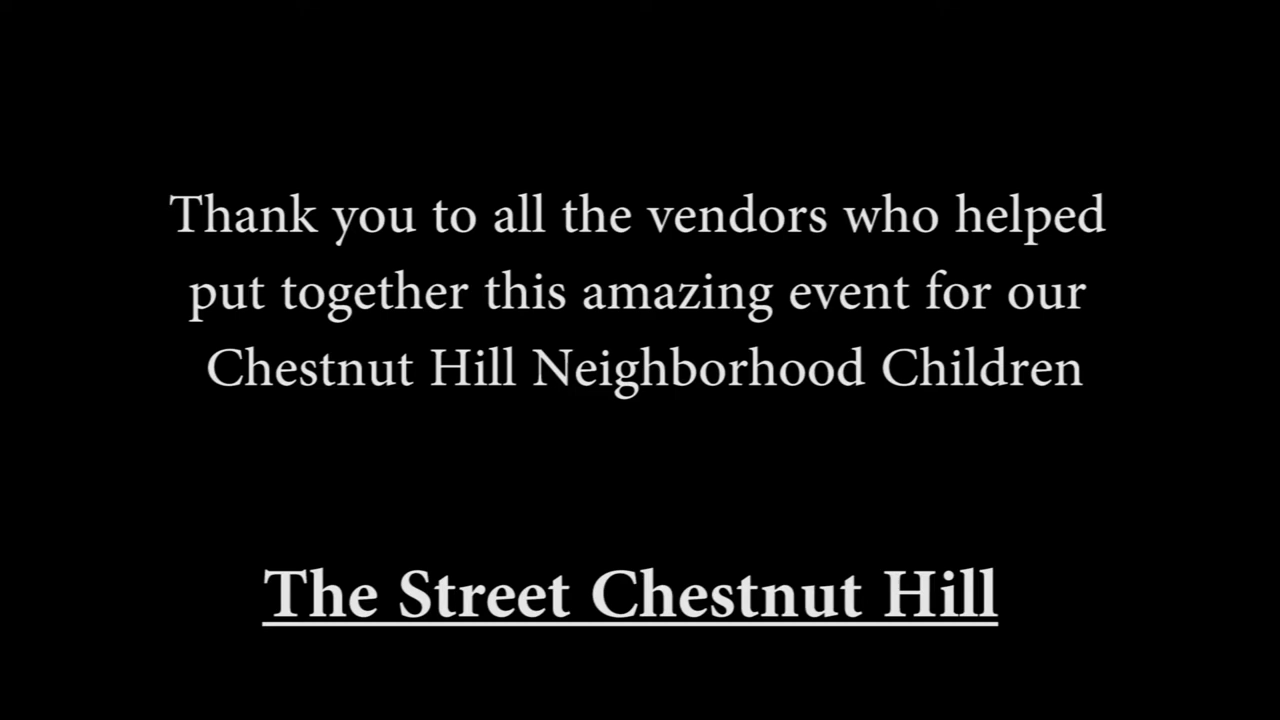 Thank you to all the vendors who helped
put together this amazing event for our
Chestnut Hill Neighborhood Children
The Street Chestnut Hill